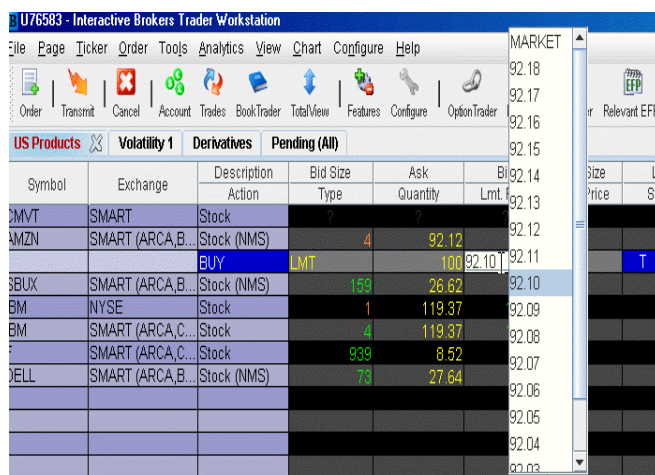 U76583 - Interactive Brokers Trader Workstation
File Page Ticker Order Tools Analytics View Chart Configure Help
Order Transmit Cancel Account Trades BookTrader TotalView Features Configure OptionTrader Relevant EFP
EFP
US Products Volatility 1 Derivatives Pending (All)
Symbol Exchange Description Bid Size Ask
Action Type Quantity Lmt.
CMVT SMART Stock ? ?
AMZN SMART (ARCA,B... Stock (NMS) 4 92.12
BUY LMT 100 92.10 T
SBUX SMART (ARCA,B... Stock (NMS) 159 26.62
IBM NYSE Stock 1 119.37
IBM SMART (ARCA,C... Stock 4 119.37
F SMART (ARCA,C... Stock 939 8.52
DELL SMART (ARCA,B... Stock (NMS) 73 27.64
MARKET
92.18
92.17
92.16
92.15
92.14
92.13
92.12
92.11
92.10
92.09
92.08
92.07
92.06
92.05
92.04
92.03